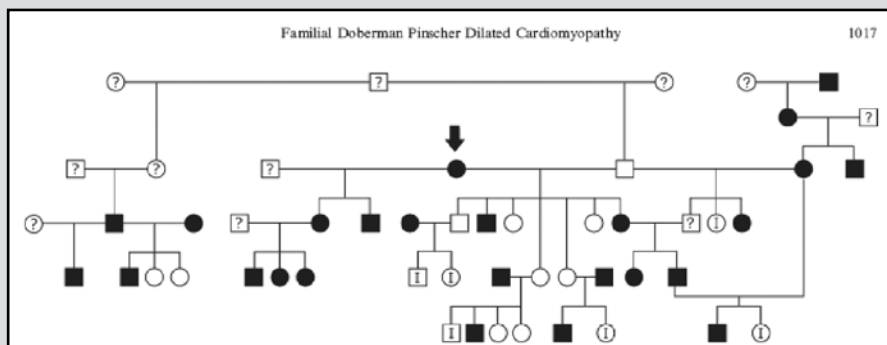 Familial Doberman Pinscher Dilated Cardiomyopathy 1017
? ? ? ?
?
? ? ?
? ? ? I
I I
I I I